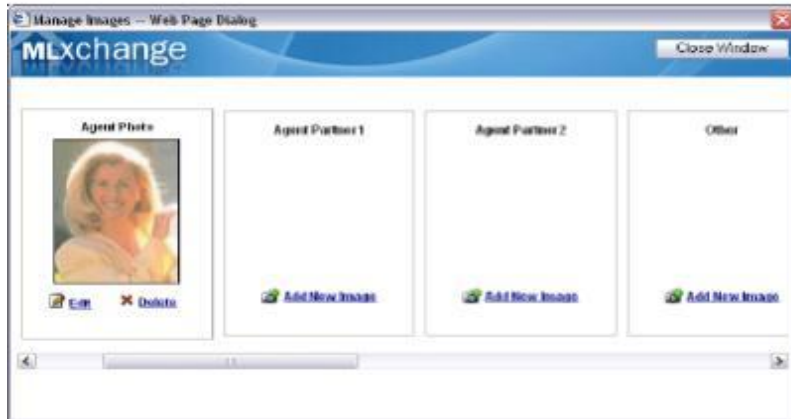 Manage Images -- Web Page Dialog
MLXchange
Close Window
Agent Photo
Agent Partner 1
Agent Partner 2
Other
Edit
Delete
Add New Image
Add New Image
Add New Image